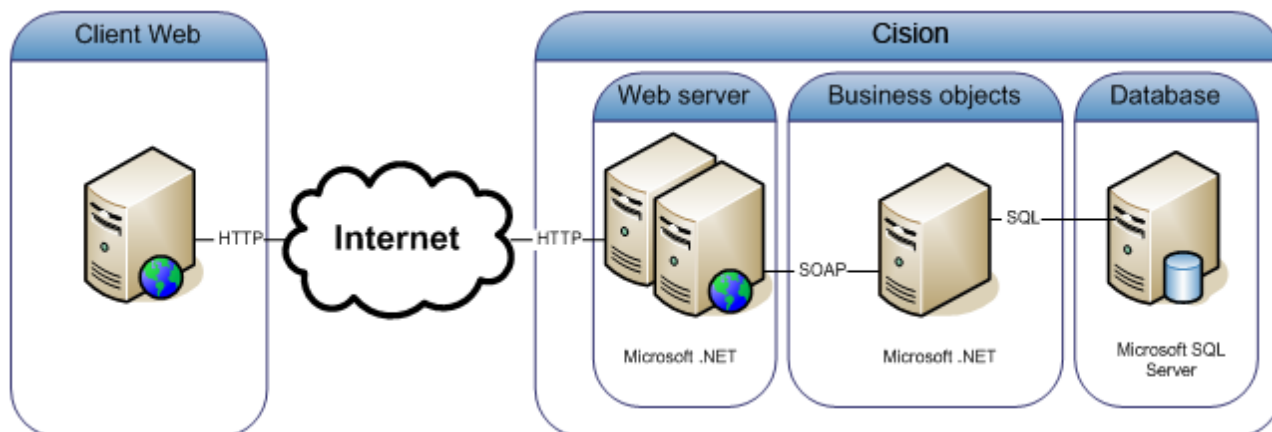 Client Web
Cision
Web server
Business objects
Database
HTTP
Internet
HTTP
SOAP
SQL
Microsoft .NET
Microsoft .NET
Microsoft SQL
Server